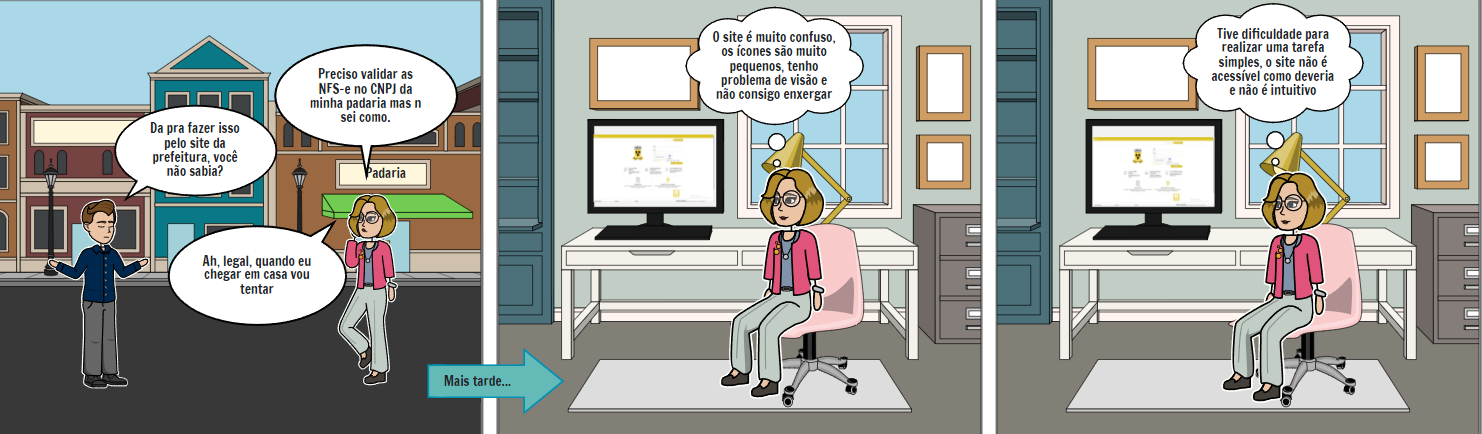 Preciso validar as
NFS-e no CNPJ da
minha padaria mas n
sei como.
Da pra fazer isso
pelo site da
prefeitura, você
não sabia?
Padaria
Ah, legal, quando eu
chegar em casa vou
tentar
Mais tarde...
O site é muito confuso,
os ícones são muito
pequenos, tenho
problema de visão e
não consigo enxergar
Tive dificuldade para
realizar uma tarefa
simples, o site não é
acessível como deveria
e não é intuitivo